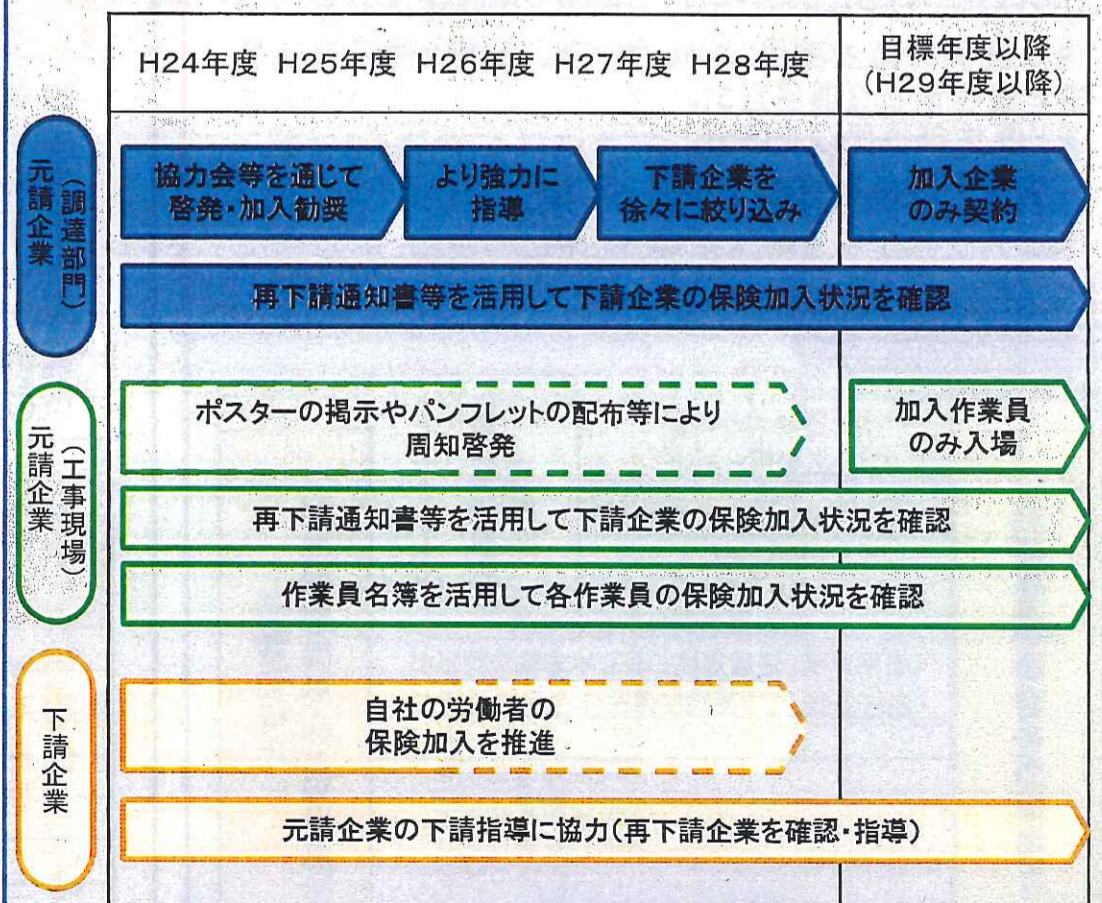 H24年度 H25年度 H26年度 H27年度 H28年度
目標年度以降
(H29年度以降)
元請企業
(調達部門)
協力会等を通じて
啓発・加入勧奨
より強力に
指導
下請企業を
徐々に絞り込み
加入企業
のみ契約
再下請通知書等を活用して下請企業の保険加入状況を確認
元請企業
(工事現場)
ポスターの掲示やパンフレットの配布等により
周知啓発
加入作業員
のみ入場
再下請通知書等を活用して下請企業の保険加入状況を確認
作業員名簿を活用して各作業員の保険加入状況を確認
下請企業
自社の労働者の
保険加入を推進
元請企業の下請指導に協力(再下請企業を確認・指導)